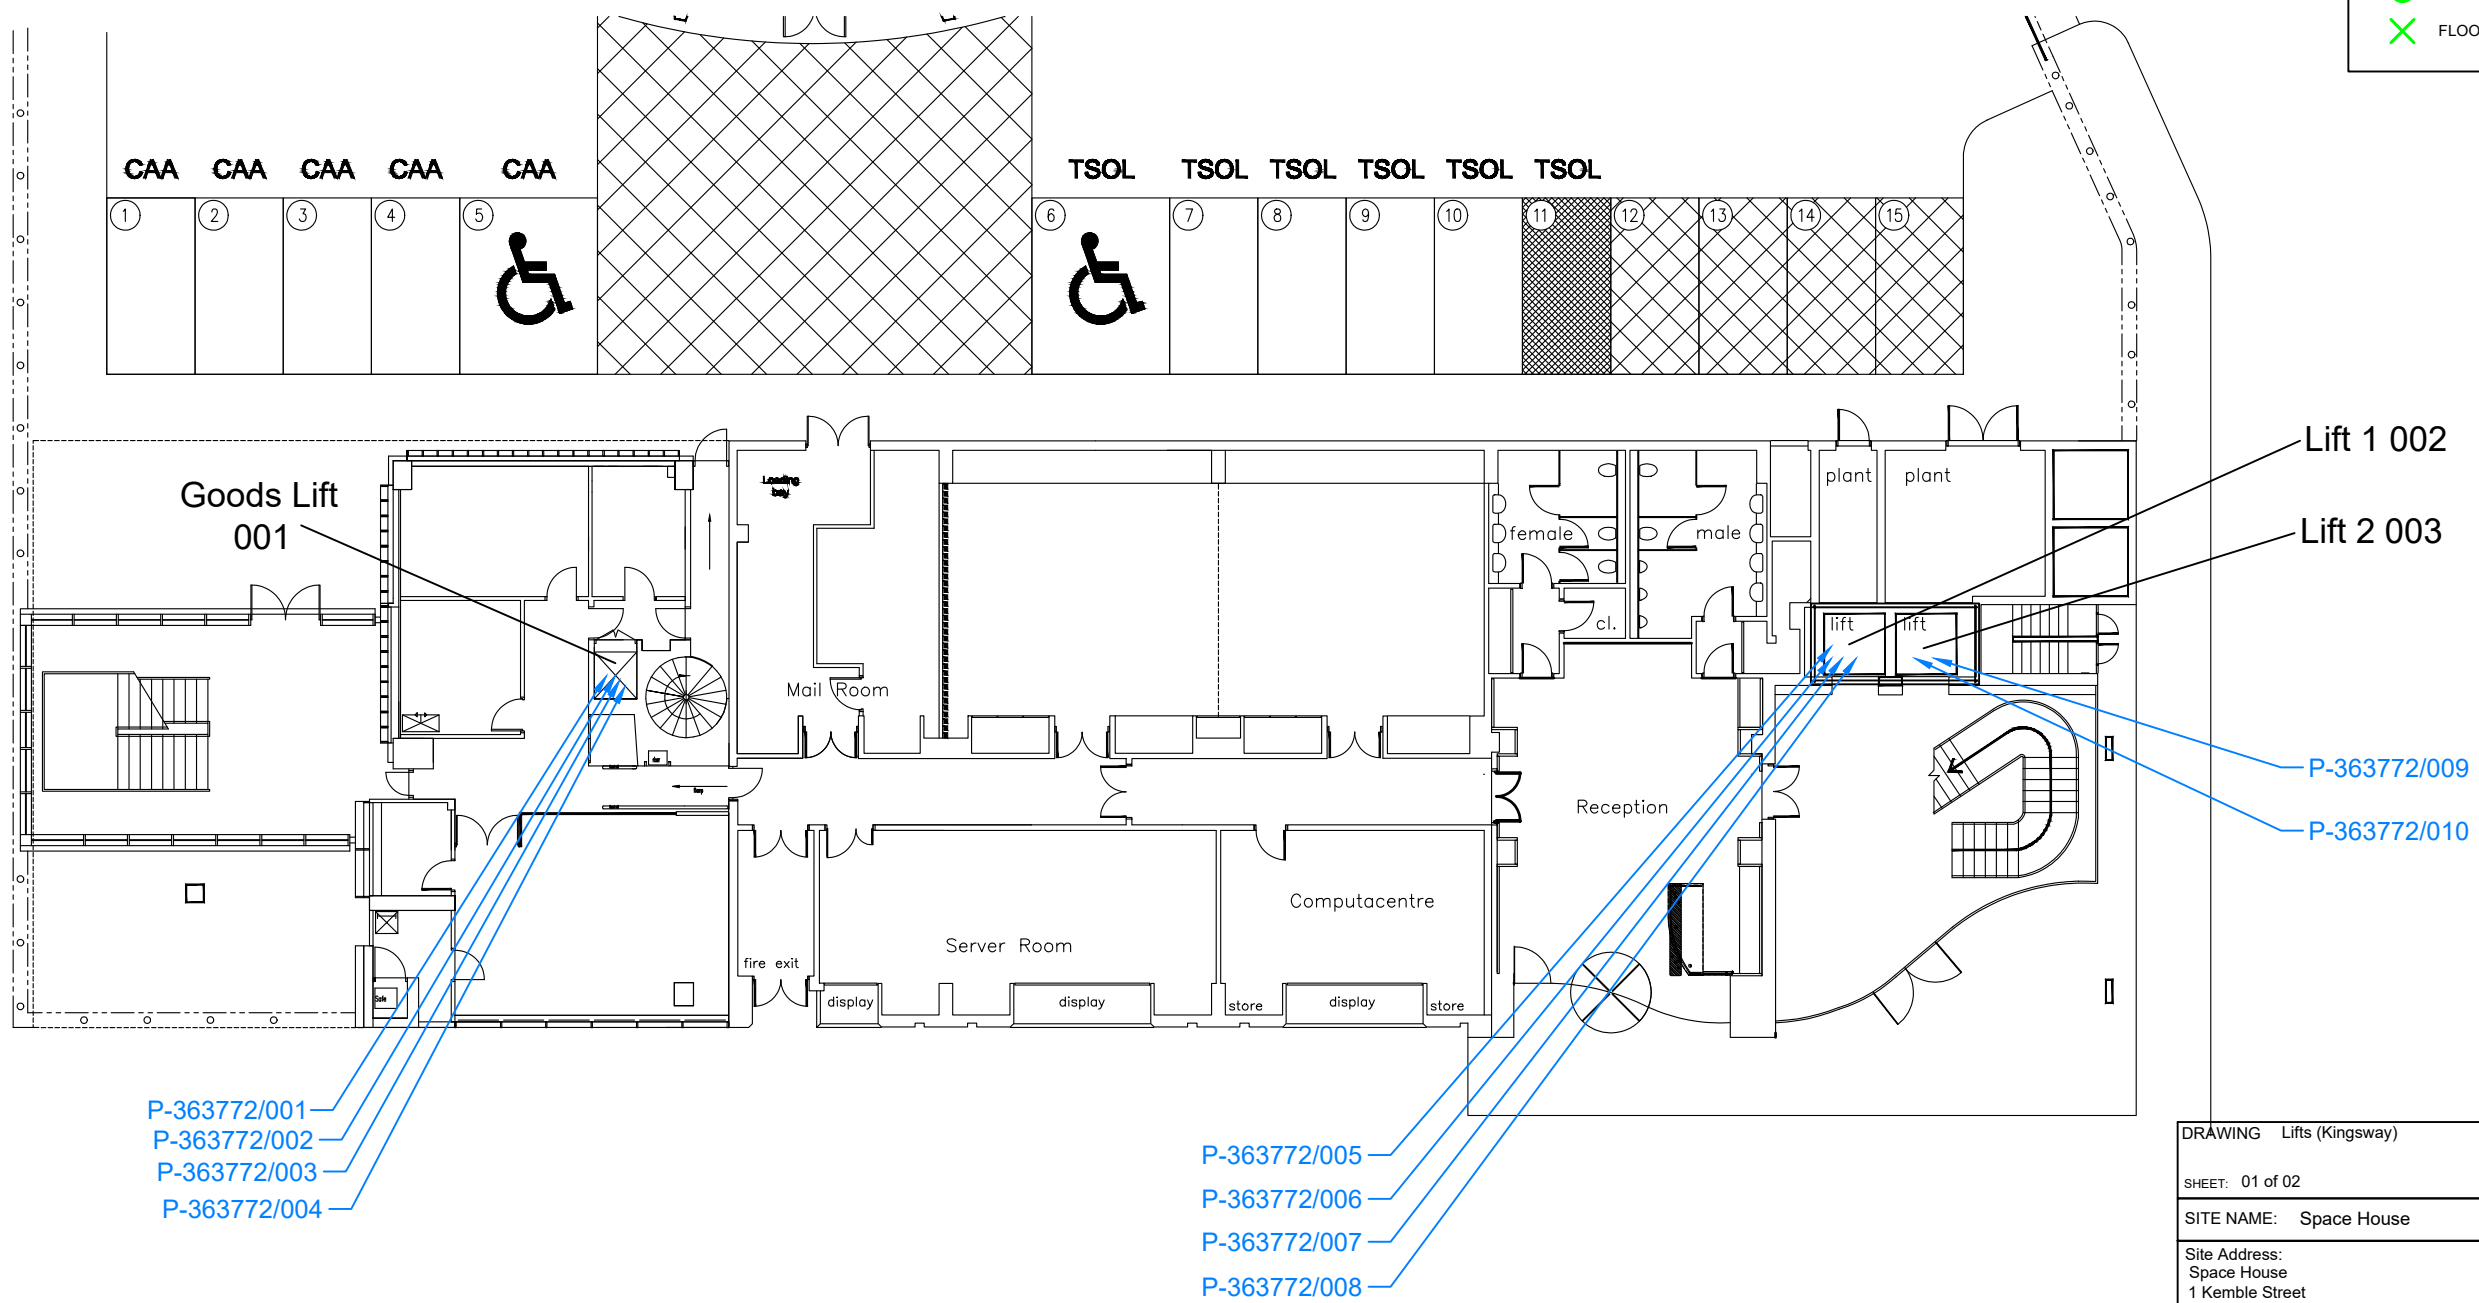 FLOO
CAA CAA CAA CAA CAA TSOL TSOL TSOL TSOL TSOL TSOL
1 2 3 4 5 6 7 8 9 10 11 12 13 14 15
Lift 1 002
Goods Lift
001
Loading
bay
plant plant
female male
Lift 2 003
cl.
lift lift
Mail Room
P-363772/009
Reception
P-363772/010
Computacentre
Server Room
fire exit
Safe
display display store display store
P-363772/001
P-363772/002
P-363772/003
P-363772/004
P-363772/005
P-363772/006
P-363772/007
P-363772/008
DRAWING Lifts (Kingsway)
SHEET: 01 of 02
SITE NAME: Space House
Site Address:
Space House
1 Kemble Street